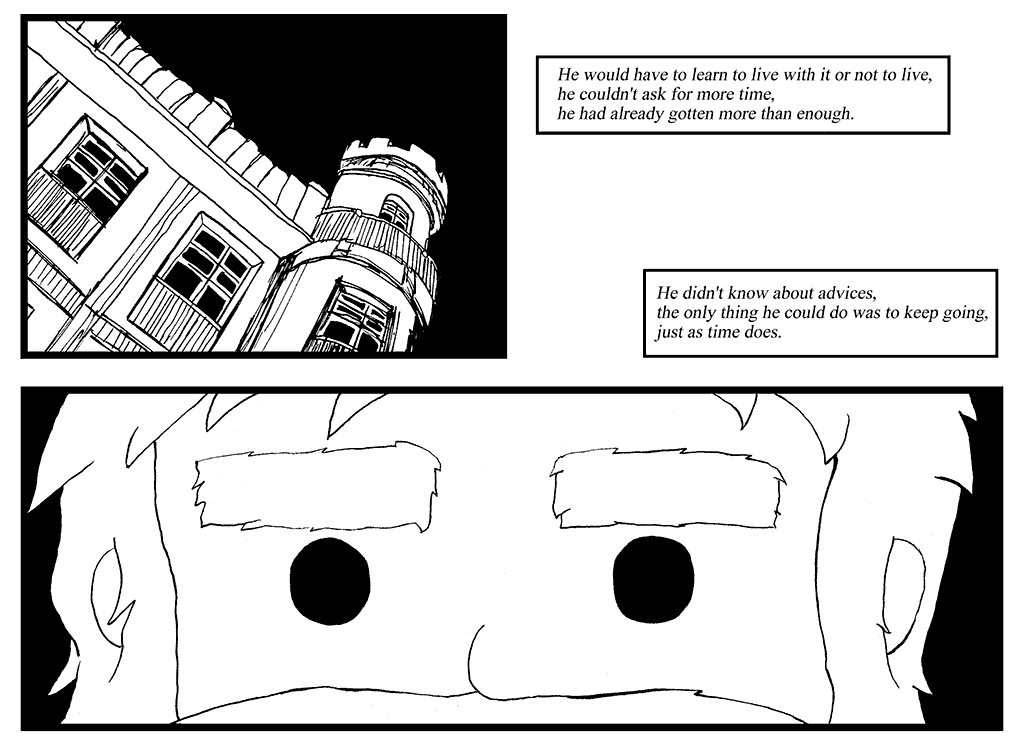 He would have to learn to live with it or not to live,
he couldn't ask for more time,
he had already gotten more than enough.
He didn't know about advices,
the only thing he could do was to keep going,
just as time does.